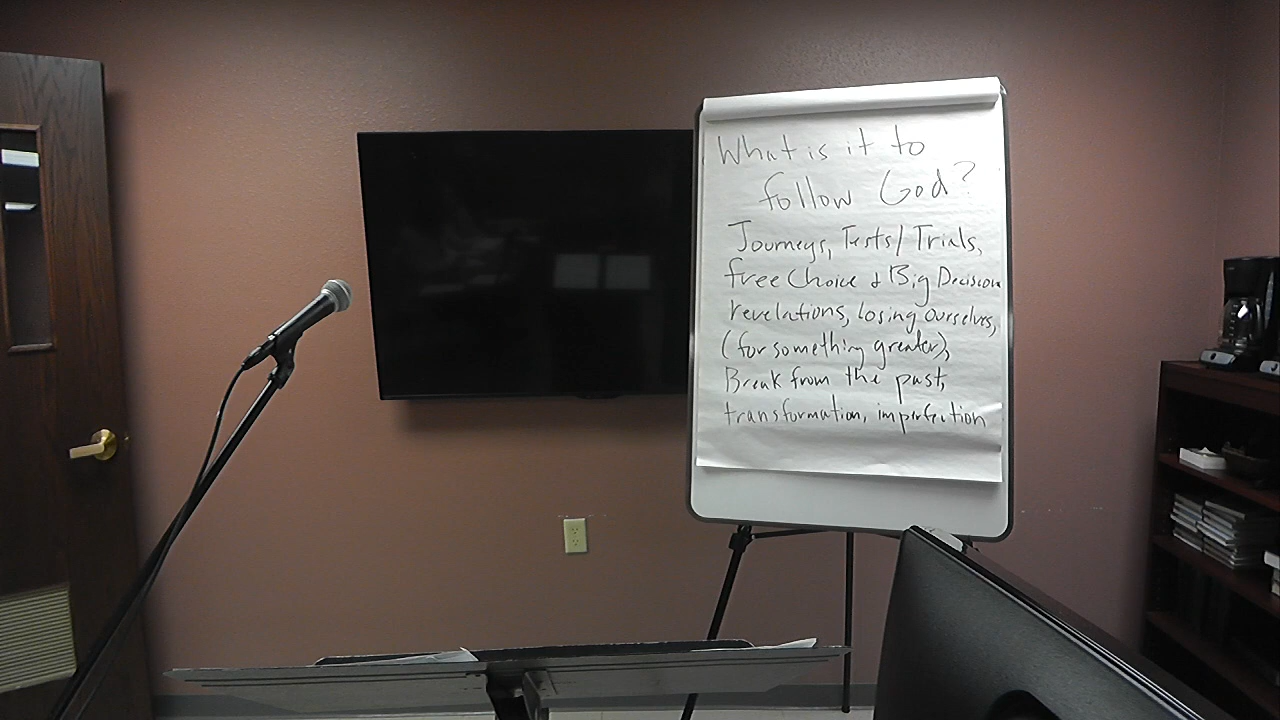 What is it to
follow God?
Journeys, Tests/Trials,
free Choice & Big Decision
revelations, losing ourselves,
(for something greater),
Break from the past,
transformation, imperfection